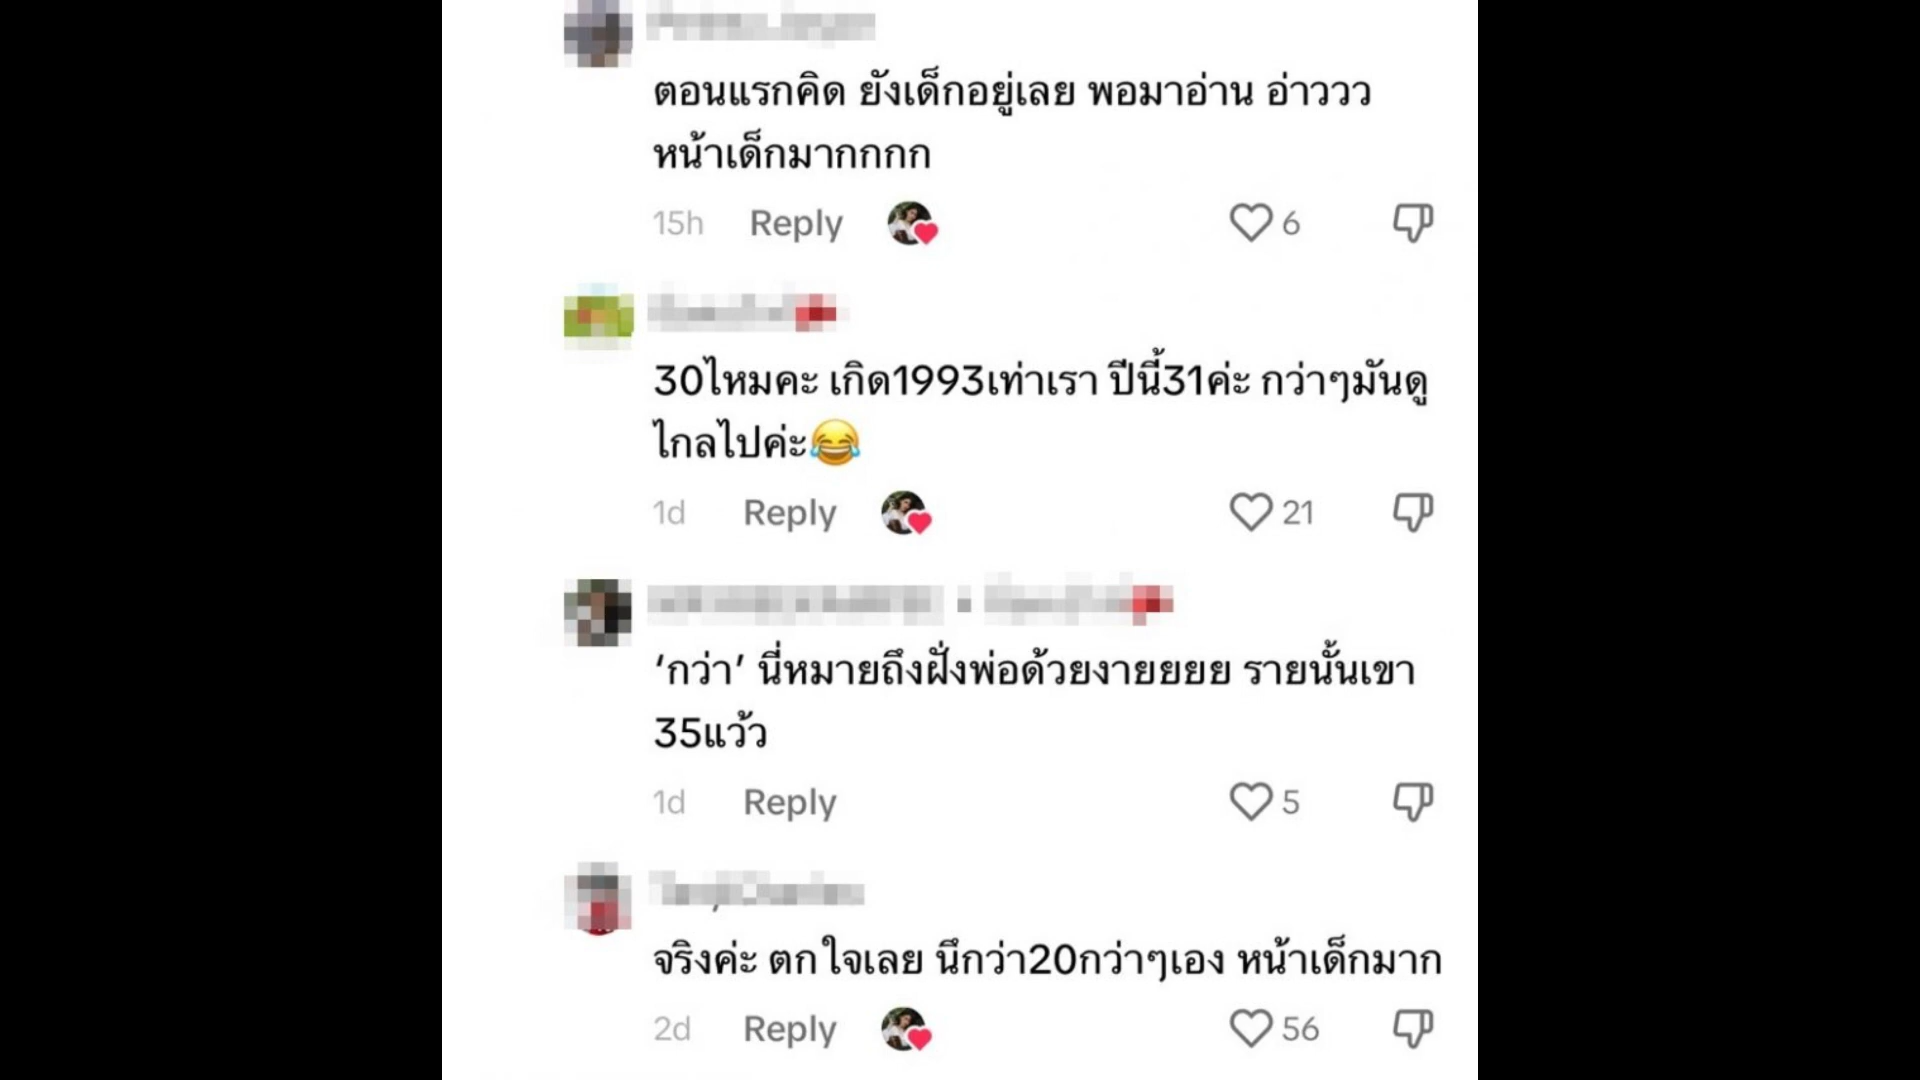 ตอนแรกคิด ยังเด็กอยู่เลย พอมาอ่าน อ่าววว
หน้าเด็กมากกกก
15h Reply 6
30ไหมคะ เกิด1993เท่าเรา ปีนี้31ค่ะ กว่าๆมันดู
ไกลไปค่ะ😂
1d Reply 21
‘กว่า’ นี่หมายถึงฝั่งพ่อด้วยงายยยย รายนั้นเขา
35แว้ว
1d Reply 5
จริงค่ะ ตกใจเลย นึกว่า20กว่าๆเอง หน้าเด็กมาก
2d Reply 56